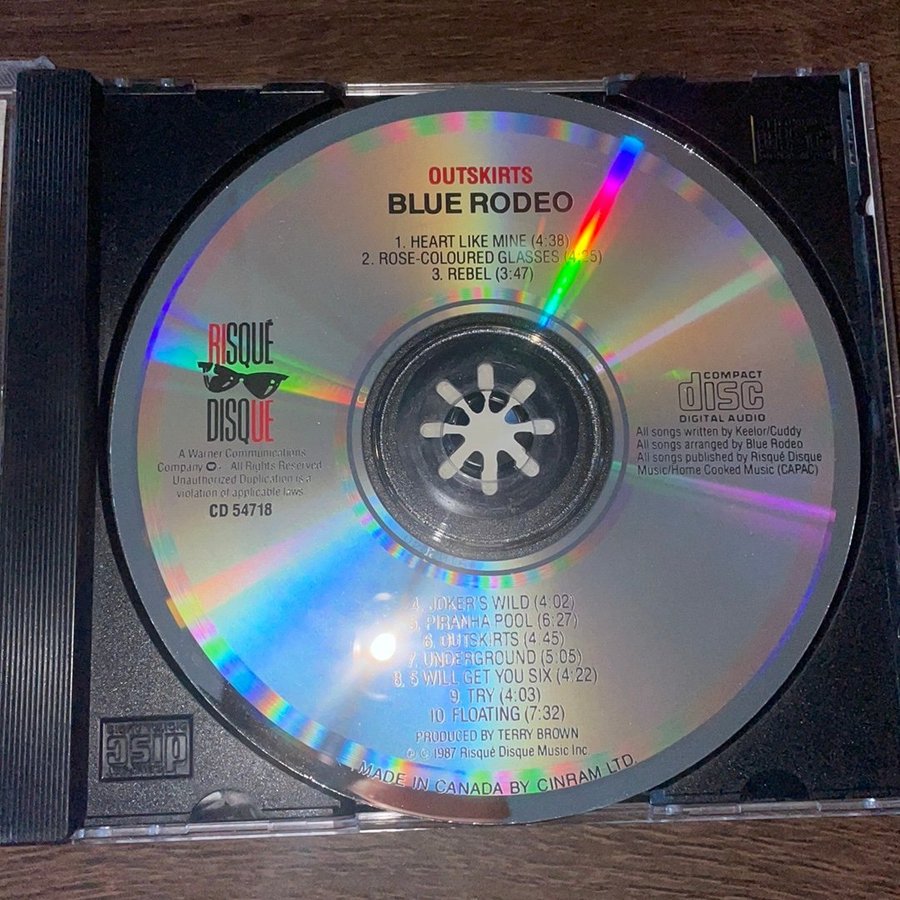 OUTSKIRTS
BLUE RODEO
1. HEART LIKE MINE (4:38)
2. ROSE-COLOURED GLASSES (4:25)
3. REBEL (3:47)
RISQUÉ
DISQUE
A Warner Communications
Company - All Rights Reserved
Unauthorized Duplication is a
violation of applicable laws.
CD 54718
COMPACT
disc
DIGITAL AUDIO
All songs written by Keelor/Cuddy
All songs arranged by Blue Rodeo
All songs published by Risqué Disque
Music/Home Cooked Music (CAPAC)
4. JOKER'S WILD (4:02)
5. PIRANHA POOL (6:27)
6. OUTSKIRTS (4:45)
7. UNDERGROUND (5:05)
8. 5 WILL GET YOU SIX (4:22)
9. TRY (4:03)
10. FLOATING (7:32)
PRODUCED BY TERRY BROWN
℗ © 1987 Risqué Disque Music Inc.
MADE IN CANADA BY CINRAM LTD.
disc